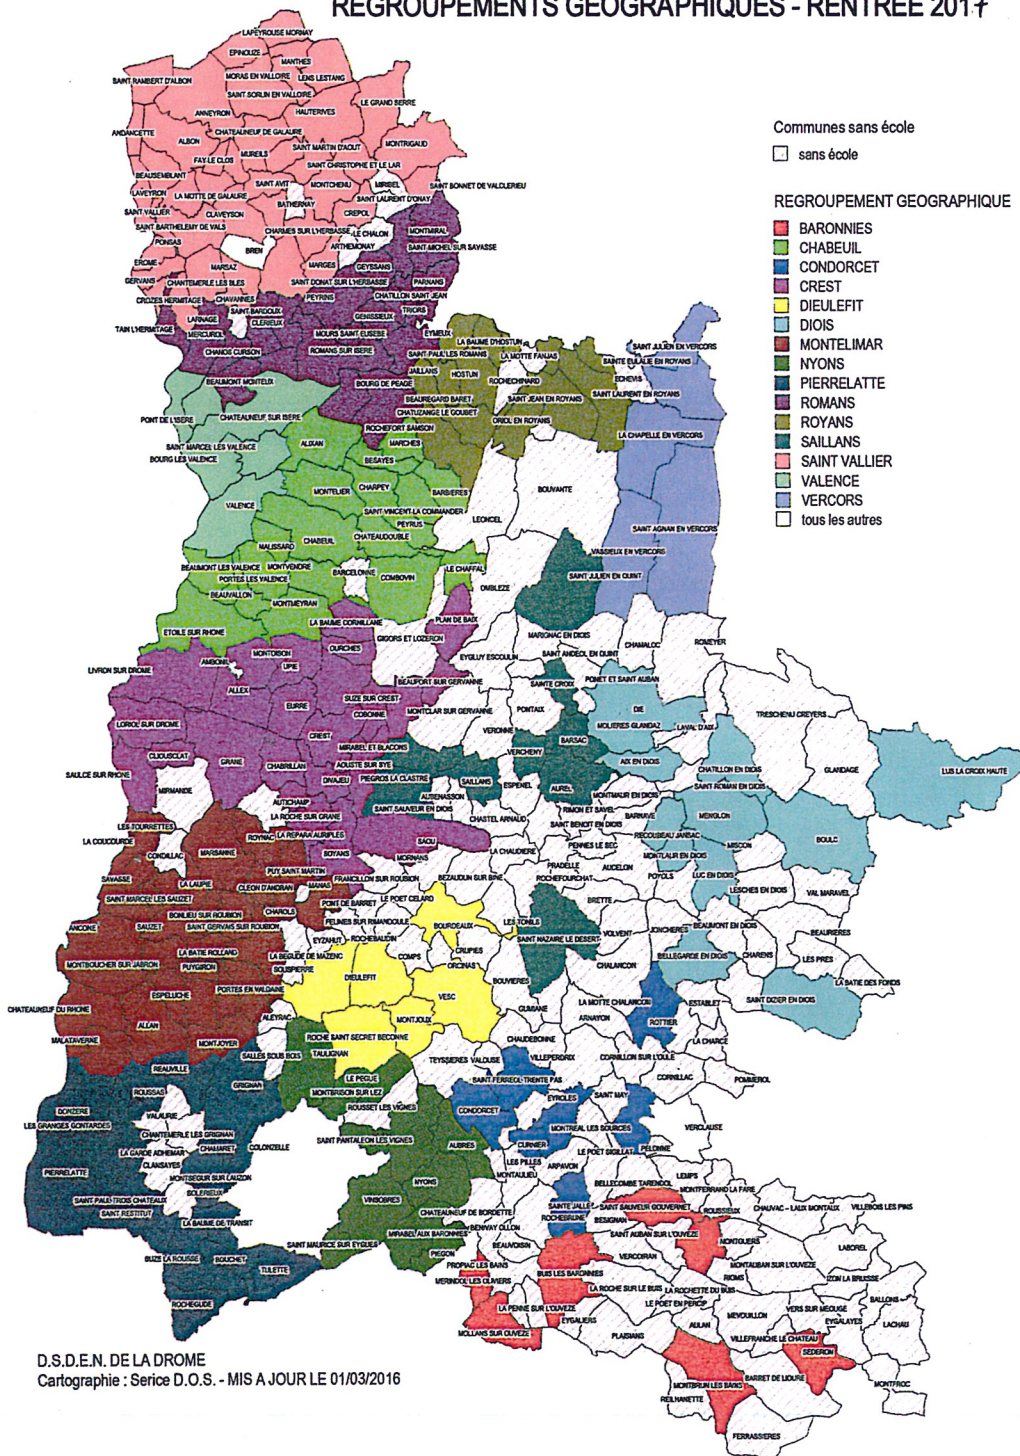 REGROUPEMENTS GEOGRAPHIQUES - RENTREE 2017
Communes sans école
sans école
REGROUPEMENT GEOGRAPHIQUE
BARONNIES
CHABEUIL
CONDORCET
CREST
DIEULEFIT
DIOIS
MONTELIMAR
NYONS
PIERRELATTE
ROMANS
ROYANS
SAILLANS
SAINT VALLIER
VALENCE
VERCORS
tous les autres
LAPEYROUSE MORNAY
EPINOUZE
MANTHES
SAINT RAMBERT D'ALBON
MORAS EN VALLOIRE
LENS LESTANG
SAINT SORLIN EN VALLOIRE
LE GRAND SERRE
ANNEYRON
HAUTERIVES
ANDANCETTE
CHATEAUNEUF DE GALAURE
ALBON
SAINT MARTIN D'AOUT
MONTRIGAUD
MUREILS
FAY-LE CLOS
SAINT CHRISTOPHE ET LE LAR
BEAUSEMBLANT
SAINT AVIT
MONTCHENU
MIRIBEL
SAINT BONNET DE VALCLERIEU
LAVEYRON
LA MOTTE DE GALAURE
BATHERNAY
SAINT LAURENT D'ONAY
SAINT VALLIER
CLAVEYSON
CREPOL
SAINT BARTHELEMY DE VALS
CHARMES SUR L'HERBASSE
LE CHALON
MONTMIRAL
PONSAS
BREN
ARTHEMONAY
SAINT MICHEL SUR SAVASSE
EROME
MARSAZ
MARGES
GEYSSANS
GERVANS
CHANTEMERLE LES BLES
SAINT DONAT SUR L'HERBASSE
PARNANS
CROZES HERMITAGE
CHAVANNES
PEYRINS
CHATILLON SAINT JEAN
SAINT BARDOUX
TRIORS
LARNAGE
CLERIEUX
GENISSIEUX
TAIN L'HERMITAGE
MERCUROL
MOURS SAINT EUSEBE
EYMEUX
CHANOS CURSON
ROMANS SUR ISERE
LA BAUME D'HOSTUN
SAINT PAUL LES ROMANS
LA MOTTE FANJAS
SAINT JULIEN EN VERCORS
SAINTE EULALIE EN ROYANS
BEAUMONT MONTEUX
BOURG DE PEAGE
JAILLANS
HOSTUN
ROCHECHINARD
ECHEVIS
BEAUREGARD BARET
SAINT JEAN EN ROYANS
SAINT LAURENT EN ROYANS
CHATUZANGE LE GOUBET
PONT DE L'ISERE
CHATEAUNEUF SUR ISERE
ROCHEFORT SAMSON
ORIOL EN ROYANS
LA CHAPELLE EN VERCORS
SAINT MARCEL LES VALENCE
ALIXAN
MARCHES
BOURG LES VALENCE
BESAYES
MONTELIER
CHARPEY
BARBIERES
BOUVANTE
VALENCE
SAINT-VINCENT-LA COMMANDER
LEONCEL
PEYRUS
SAINT AGNAN EN VERCORS
CHABEUIL
CHATEAUDOUBLE
MALISSARD
VASSIEUX EN VERCORS
BEAUMONT LES VALENCE
MONTVENDRE
BARCELONNE
LE CHAFFAL
PORTES LES VALENCE
COMBOVIN
SAINT JULIEN EN QUINT
BEAUVALLON
OMBLEZE
MONTMEYRAN
LA BAUME CORNILLANE
PLAN DE BAIX
ETOILE SUR RHONE
GIGORS ET LOZERON
MARIGNAC EN DIOIS
OURCHES
CHAMALOC
ROMEYER
MONTOISON
UPIE
AMBONIL
EYGLUY ESCOULIN
SAINT ANDEOL EN QUINT
LIVRON SUR DROME
BEAUFORT SUR GERVANNE
SAINTE CROIX
PONET ET SAINT AUBAN
ALLEX
EURRE
SUZE SUR CREST
COBONNE
MONTCLAR SUR GERVANNE
PONTAIX
DIE
TRESCHENU CREYERS
LORIOL SUR DROME
VERONNE
MOLIERES GLANDAZ
LAVAL D'AIX
CREST
MIRABEL ET BLACONS
VERCHENY
BARSAC
CLIOUSCLAT
GRANE
CHABRILLAN
AOUSTE SUR SYE
AIX EN DIOIS
CHATILLON EN DIOIS
GLANDAGE
LUS LA CROIX HAUTE
SAULCE SUR RHONE
DIVAJEU
PIEGROS LA CLASTRE
SAILLANS
ESPENEL
AUREL
SAINT ROMAN EN DIOIS
MIRMANDE
AUTICHAMP
AUBENASSON
MONTMAUR EN DIOIS
SAINT SAUVEUR EN DIOIS
RIMON ET SAVEL
LA ROCHE SUR GRANE
CHASTEL ARNAUD
SAINT BENOIT EN DIOIS
BARNAVE
MENGLON
LES TOURRETTES
LA REPARA AURIPLES
RECOUBEAU JANSAC
BOULC
LA COUCOURDE
ROYNAC
SAOU
PENNES LE SEC
MISCON
CONDILLAC
MARSANNE
SOYANS
MORNANS
LA CHAUDIERE
MONTLAUR EN DIOIS
PUY SAINT MARTIN
PRADELLE
AUCELON
SAVASSE
LA LAUPIE
CLEON D'ANDRAN
MANAS
FRANCILLON SUR ROUBION
BEZAUDUN SUR BINE
ROCHEFOURCHAT
POYOLS
LUC EN DIOIS
LESCHES EN DIOIS
VAL MARAVEL
SAINT MARCEL LES SAUZET
PONT DE BARRET
LE POET CELARD
BRETTE
BONLIEU SUR ROUBION
CHAROLS
FELINES SUR RIMANDOULE
BOURDEAUX
LES TONILS
VOLVENT
JONCHERES
BEAUMONT EN DIOIS
ANCONE
SAUZET
SAINT GERVAIS SUR ROUBION
EYZAHUT
ROCHEBAUDIN
SAINT NAZAIRE LE DESERT
BEAURIERES
LA BATIE ROLLAND
LA BEGUDE DE MAZENC
COMPS
CRUPIES
CHALANCON
BELLEGARDE EN DIOIS
CHARENS
LES PRES
MONTBOUCHER SUR JABRON
PUYGIRON
SOUSPIERRE
ORCINAS
PORTES EN VALDAINE
DIEULEFIT
BOUVIERES
LA BATIE DES FONDS
ESPELUCHE
VESC
LA MOTTE CHALANCON
ESTABLET
SAINT DIZIER EN DIOIS
CHATEAUNEUF DU RHONE
ALEYRAC
MONTJOUX
GUMIANE
ARNAYON
ROTTIER
ALLAN
ROCHE SAINT SECRET BECONNE
CHAUDEBONNE
LA CHARCE
MALATAVERNE
MONTJOYER
SALLES SOUS BOIS
TAULIGNAN
TEYSSIERES
VALOUSE
VILLEPERDRIX
CORNILLON SUR L'OULE
REAUVILLE
LE PEGUE
SAINT-FERREOL-TRENTE PAS
CORNILLAC
POMMEROL
ROUSSAS
GRIGNAN
MONTBRISON SUR LEZ
EYROLES
SAINT MAY
DONZERE
VALAURIE
ROUSSET LES VIGNES
CONDORCET
LES GRANGES GONTARDES
CHANTEMERLE LES GRIGNAN
COLONZELLE
SAINT PANTALEON LES VIGNES
AUBRES
CURNIER
MONTREAL LES SOURCES
VERCLAUSE
LA GARDE ADHEMAR
CHAMARET
LE POET SIGILLAT
PELONNE
PIERRELATTE
CLANSAYES
MONTSEGUR SUR LAUZON
LES PILLES
ARPAVON
MONTAULIEU
LEMPS
NYONS
BELLECOMBE TARENDOL
MONTFERRAND LA FARE
SAINT PAUL TROIS CHATEAUX
SOLERIEUX
VINSOBRES
CHATEAUNEUF DE BORDETTE
SAINTE JALLE
SAINT SAUVEUR GOUVERNET
ROUSSIEUX
CHAUVAC - LAUX MONTAUX
VILLEBOIS LES PINS
SAINT RESTITUT
LA BAUME DE TRANSIT
ROCHEBRUNE
BESIGNAN
BENIVAY OLLON
MIRABEL AUX BARONNIES
SAINT AUBAN SUR L'OUVEZE
MONTGUERS
SAINT MAURICE SUR EYGUES
BEAUVOISIN
LABOREL
SUZE LA ROUSSE
BOUCHET
PIEGON
VERCOIRAN
MONTAUBAN SUR L'OUVEZE
TULETTE
PROPIAC LES BAINS
BUIS LES BARONNIES
RIOMS
IZON LA BRUISSE
MERINDOL LES OLIVIERS
LA ROCHE SUR LE BUIS
LA ROCHETTE DU BUIS
BALLONS
ROCHEGUDE
LA PENNE SUR L'OUVEZE
LE POET EN PERCIP
MEVOUILLON
VERS SUR MEOUGE
EYGALIERS
AULAN
EYGALAYES
LACHAU
MOLLANS SUR OUVEZE
PLAISIANS
VILLEFRANCHE LE CHATEAU
SEDERON
MONTBRUN LES BAINS
BARRET DE LIOURE
MONTFROC
REILHANETTE
FERRASSIERES
D.S.D.E.N. DE LA DROME
Cartographie : Serice D.O.S. - MIS A JOUR LE 01/03/2016